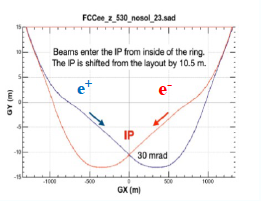 FCCee_z_530_nosol_23.sad
Beams enter the IP from inside of the ring.
The IP is shifted from the layout by 10.5 m.
e+ e-
IP
30 mrad
15
10
5
0
-5
-10
-15
GY (m)
-1000 -500 0 500 1000
GX (m)